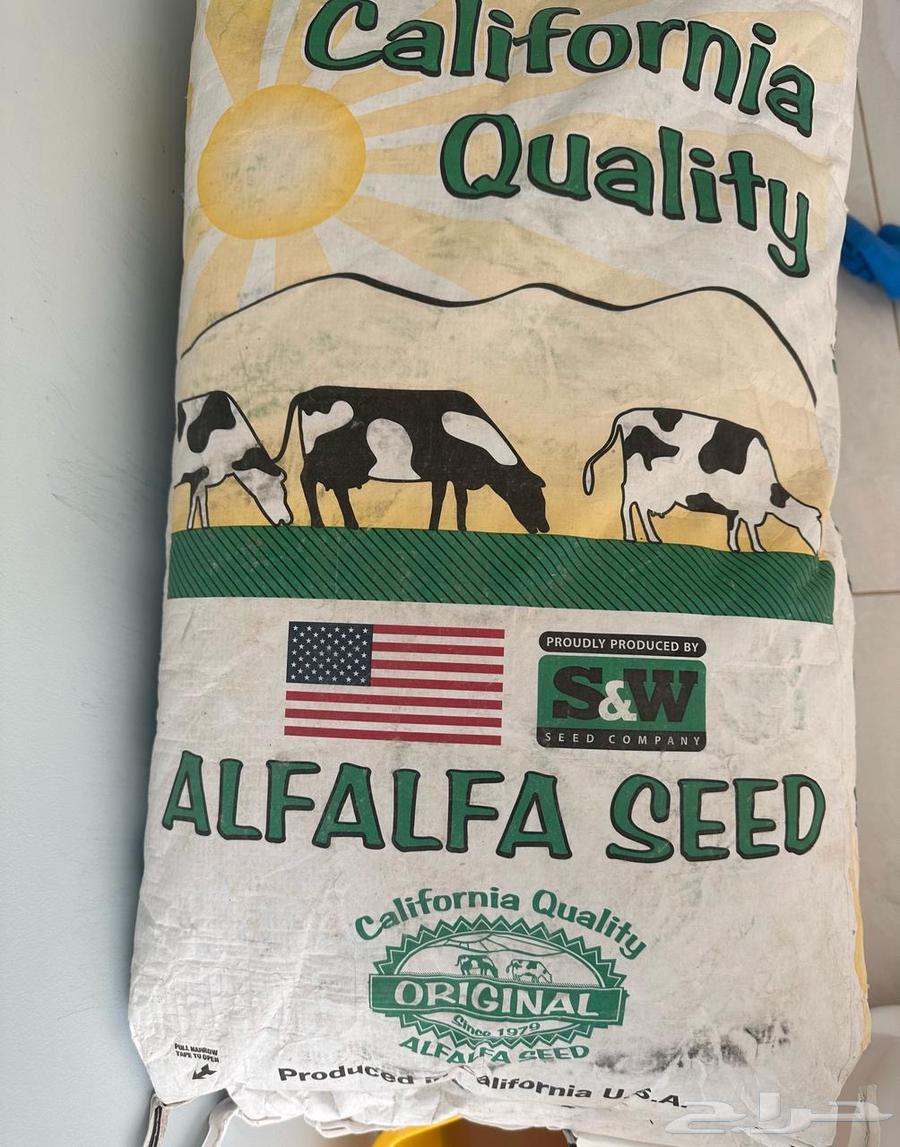 California
Quality
PROUDLY PRODUCED BY
S&W
SEED COMPANY
ALFALFA SEED
California Quality
ORIGINAL
Since 1979
ALFALFA SEED
PULL NARROW
TAPE TO OPEN
Produced in California U.S.A.
حراج